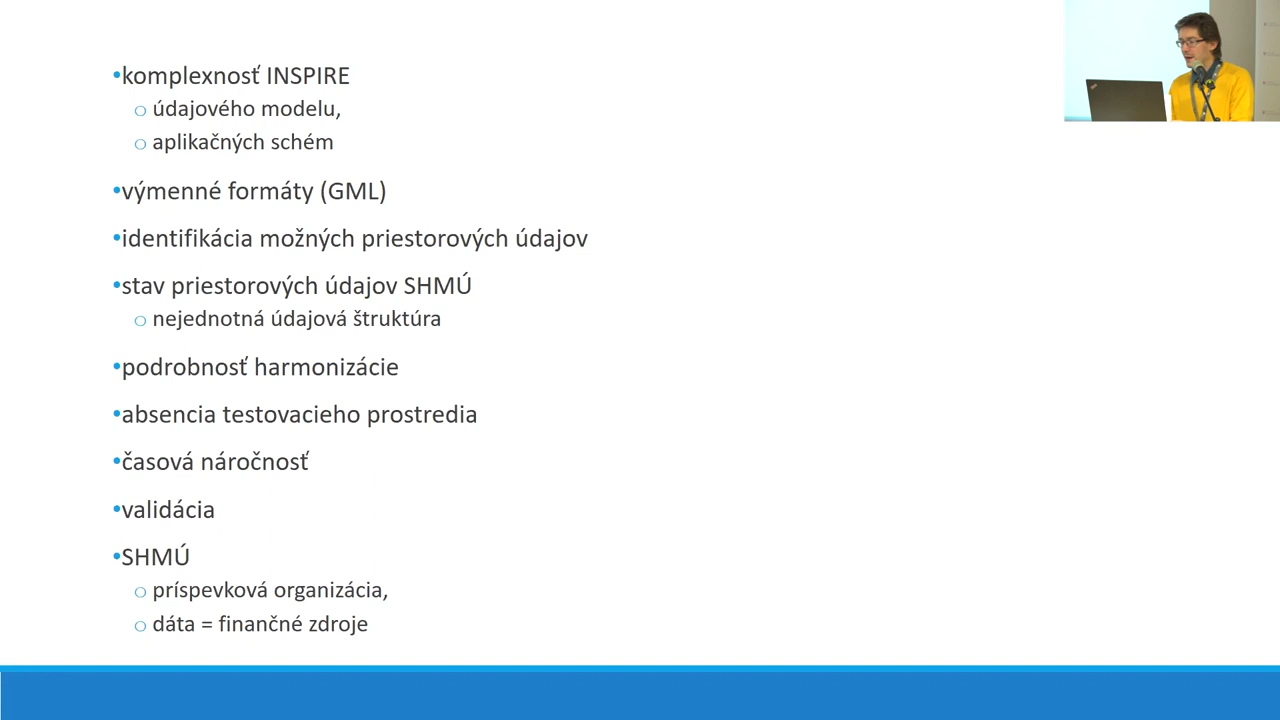 •komplexnosť INSPIRE
○ údajového modelu,
○ aplikačných schém
•výmenné formáty (GML)
•identifikácia možných priestorových údajov
•stav priestorových údajov SHMÚ
○ nejednotná údajová štruktúra
•podrobnosť harmonizácie
•absencia testovacieho prostredia
•časová náročnosť
•validácia
•SHMÚ
○ príspevková organizácia,
○ dáta = finančné zdroje